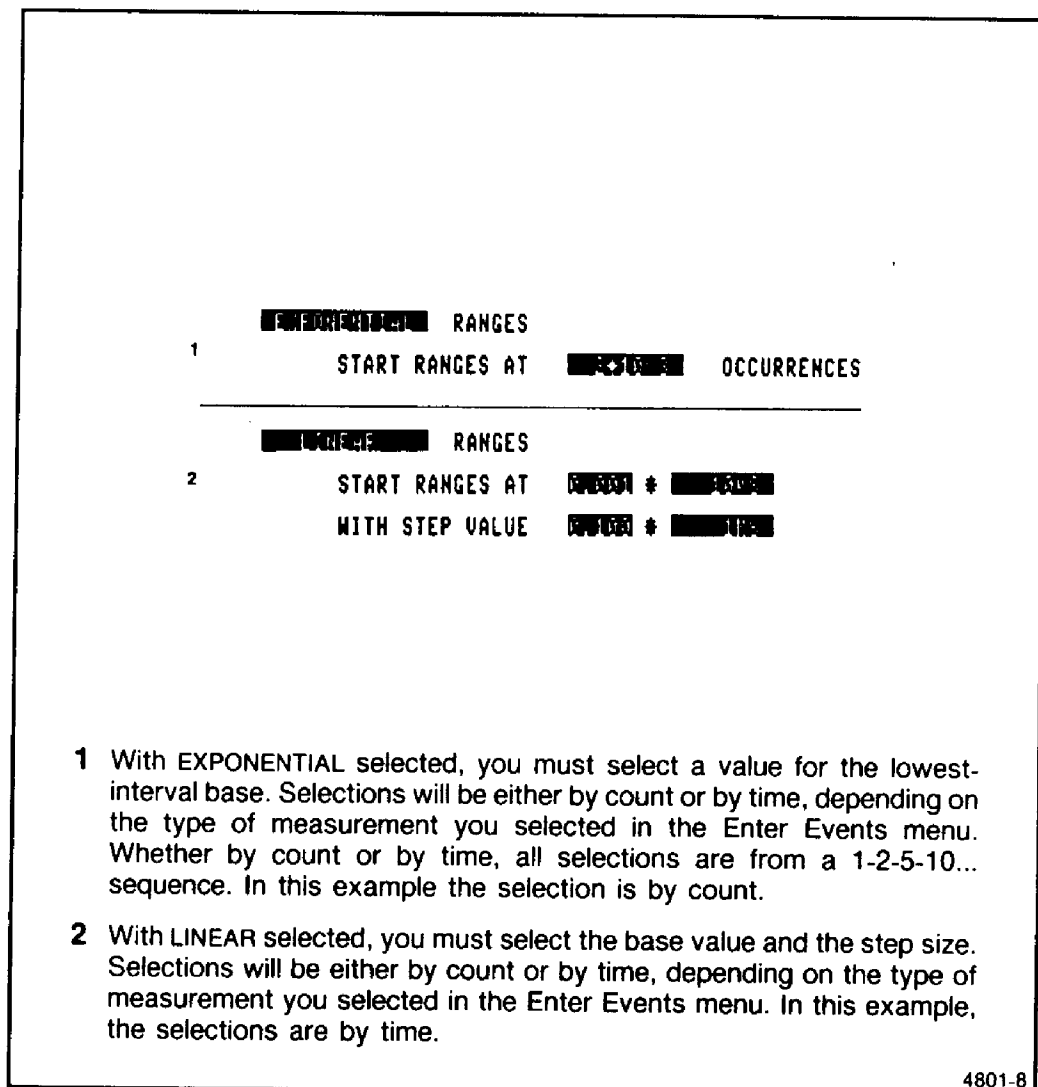 EXPONENTIAL RANGES
1
START RANGES AT OCCURRENCES
LINEAR RANGES
2
START RANGES AT *
WITH STEP VALUE *
1 With EXPONENTIAL selected, you must select a value for the lowest-
interval base. Selections will be either by count or by time, depending on
the type of measurement you selected in the Enter Events menu.
Whether by count or by time, all selections are from a 1-2-5-10...
sequence. In this example the selection is by count.
2 With LINEAR selected, you must select the base value and the step size.
Selections will be either by count or by time, depending on the type of
measurement you selected in the Enter Events menu. In this example,
the selections are by time.
4801-8